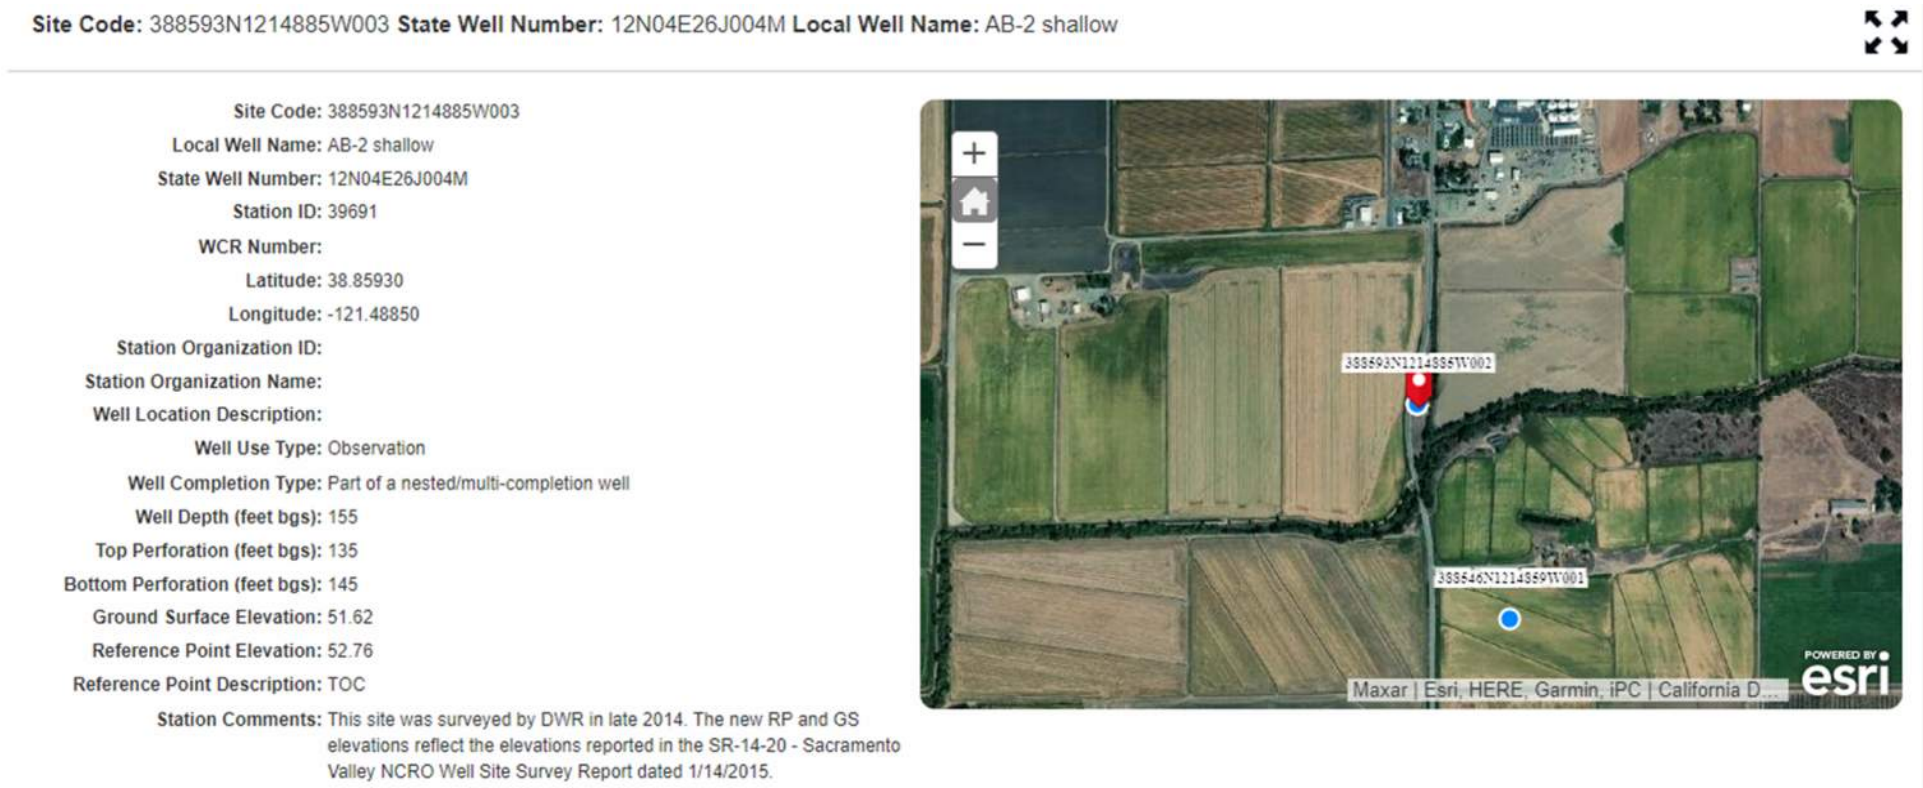 Site Code: 388593N1214885W003 State Well Number: 12N04E26J004M Local Well Name: AB-2 shallow
Site Code: 388593N1214885W003
Local Well Name: AB-2 shallow
State Well Number: 12N04E26J004M
Station ID: 39691
WCR Number:
Latitude: 38.85930
Longitude: -121.48850
Station Organization ID:
Station Organization Name:
Well Location Description:
Well Use Type: Observation
Well Completion Type: Part of a nested/multi-completion well
Well Depth (feet bgs): 155
Top Perforation (feet bgs): 135
Bottom Perforation (feet bgs): 145
Ground Surface Elevation: 51.62
Reference Point Elevation: 52.76
Reference Point Description: TOC
Station Comments: This site was surveyed by DWR in late 2014. The new RP and GS
elevations reflect the elevations reported in the SR-14-20 - Sacramento
Valley NCRO Well Site Survey Report dated 1/14/2015.
+
−
388593N1214885W002
388546N1214859W001
POWERED BY
esri
Maxar | Esri, HERE, Garmin, iPC | California D...